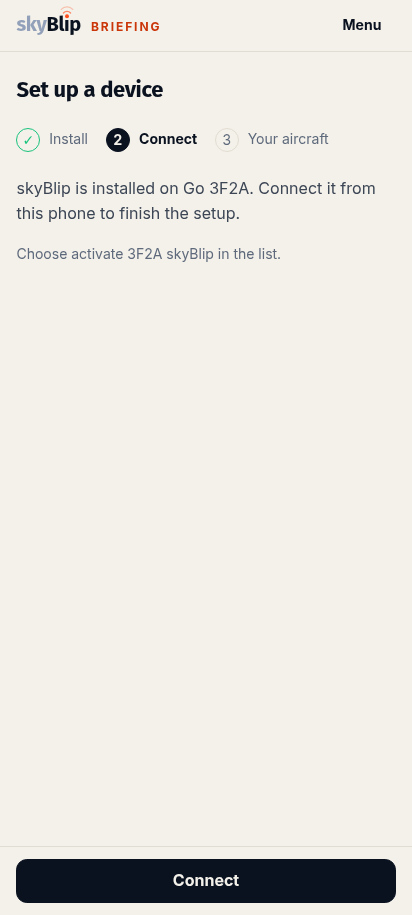 skyBlip BRIEFING
Menu
Set up a device
✓ Install
2 Connect
3 Your aircraft
skyBlip is installed on Go 3F2A. Connect it from
this phone to finish the setup.
Choose activate 3F2A skyBlip in the list.
Connect